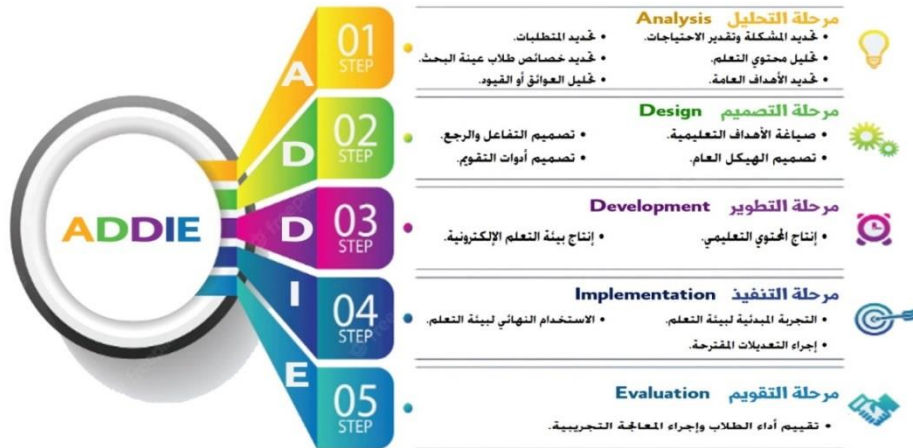 ADDIE
A
01
STEP
مرحلة التحليل Analysis
• تحديد المشكلة وتقدير الاحتياجات.
• تحديد المتطلبات.
• تحليل محتوي التعلم.
• تحديد خصائص طلاب عينة البحث.
• تحديد الأهداف العامة.
• تحليل العوائق أو القيود.
D
02
STEP
مرحلة التصميم Design
• صياغة الأهداف التعليمية.
• تصميم التفاعل والرجع.
• تصميم الهيكل العام.
• تصميم أدوات التقويم.
D
03
STEP
مرحلة التطوير Development
• إنتاج المحتوي التعليمي.
• إنتاج بيئة التعلم الإلكترونية.
I
04
STEP
مرحلة التنفيذ Implementation
• التجربة المبدئية لبيئة التعلم.
• الاستخدام النهائي لبيئة التعلم.
• إجراء التعديلات المقترحة.
E
05
STEP
مرحلة التقويم Evaluation
• تقييم أداء الطلاب وإجراء المعالجة التجريبية.